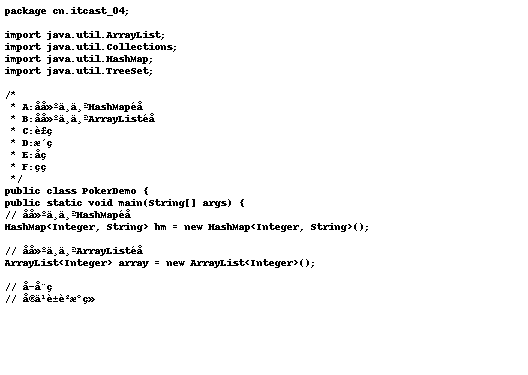 package cn.itcast_04;
import java.util.ArrayList;
import java.util.Collections;
import java.util.HashMap;
import java.util.TreeSet;
/*
* A:åå»ºä¸ä¸ªHashMapéå
* B:åå»ºä¸ä¸ªArrayListéå
* C:è£ç
* D:æ´ç
* E:åç
* F:çç
*/
public class PokerDemo {
public static void main(String[] args) {
// åå»ºä¸ä¸ªHashMapéå
HashMap<Integer, String> hm = new HashMap<Integer, String>();
// åå»ºä¸ä¸ªArrayListéå
ArrayList<Integer> array = new ArrayList<Integer>();
// å­å¨ç
// å®ä¹è±è²æ°ç»